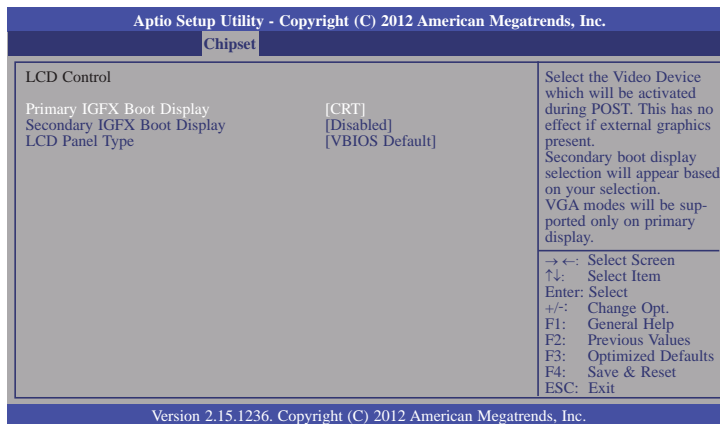 Aptio Setup Utility - Copyright (C) 2012 American Megatrends, Inc.
Chipset
LCD Control
Primary IGFX Boot Display [CRT]
Secondary IGFX Boot Display [Disabled]
LCD Panel Type [VBIOS Default]
Select the Video Device
which will be activated
during POST. This has no
effect if external graphics
present.
Secondary boot display
selection will appear based
on your selection.
VGA modes will be sup-
ported only on primary
display.
→←: Select Screen
↑↓: Select Item
Enter: Select
+/-: Change Opt.
F1: General Help
F2: Previous Values
F3: Optimized Defaults
F4: Save & Reset
ESC: Exit
Version 2.15.1236. Copyright (C) 2012 American Megatrends, Inc.